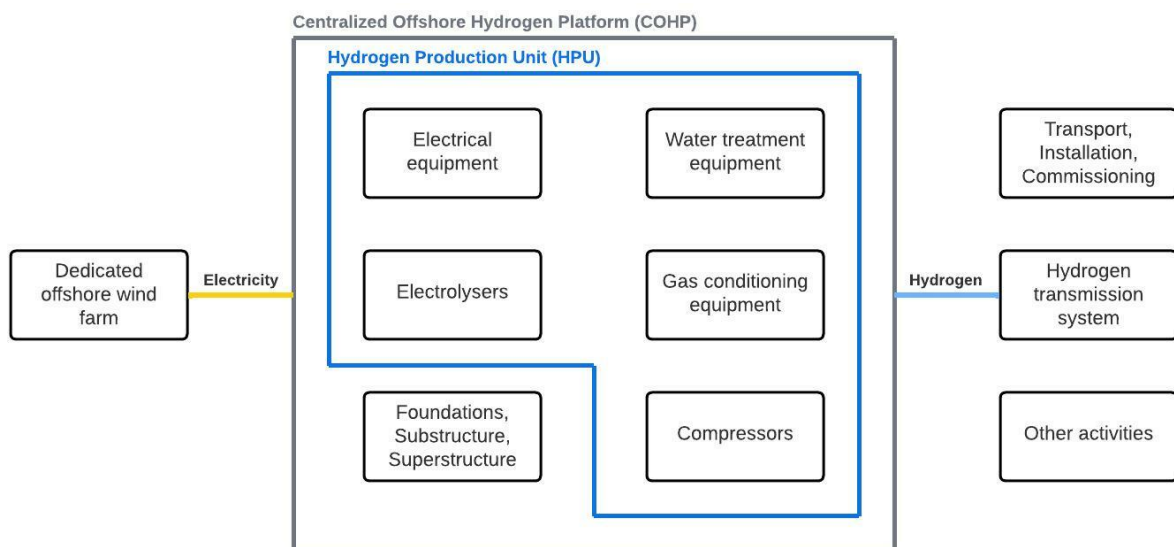 Centralized Offshore Hydrogen Platform (COHP)
Hydrogen Production Unit (HPU)
Electrical
equipment
Water treatment
equipment
Transport,
Installation,
Commissioning
Dedicated
offshore wind
farm
Electricity
Electrolysers
Gas conditioning
equipment
Hydrogen
Hydrogen
transmission
system
Foundations,
Substructure,
Superstructure
Compressors
Other activities